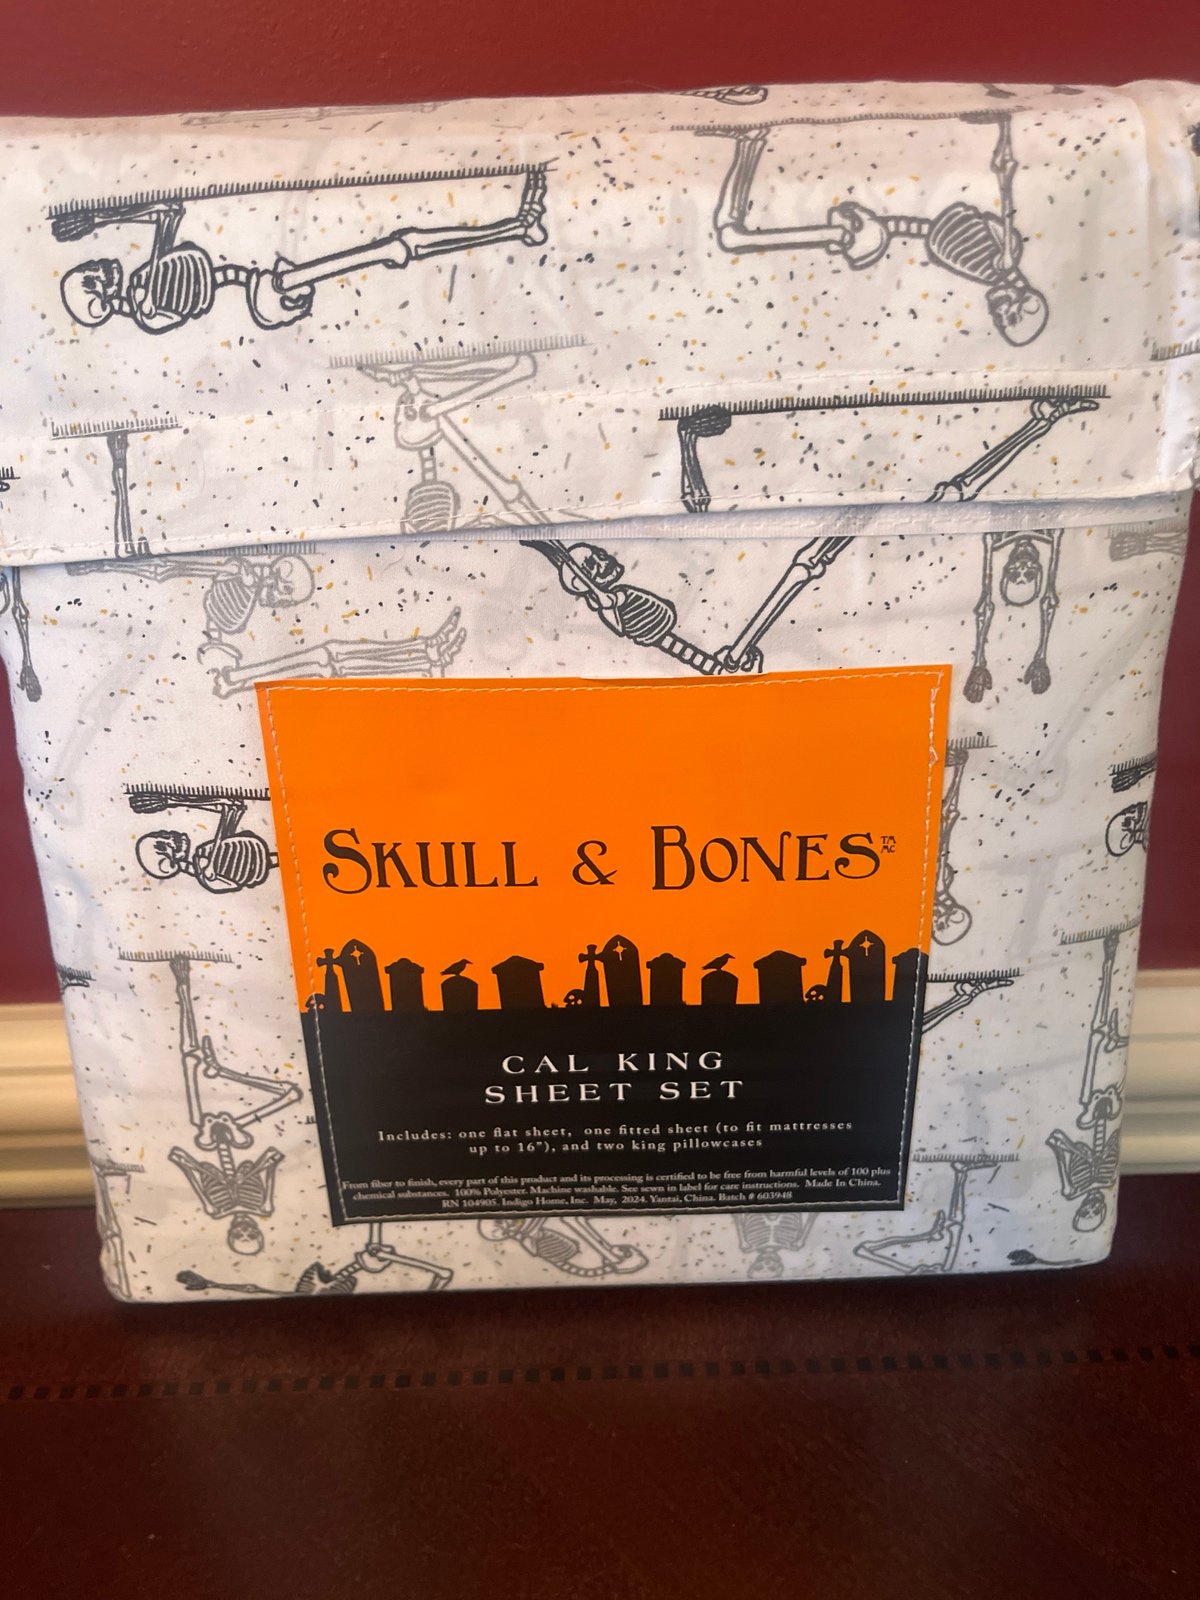 SKULL & BONES™ MC
CAL KING
SHEET SET
Includes: one flat sheet, one fitted sheet (to fit mattresses
up to 16”), and two king pillowcases
From fiber to finish, every part of this product and its processing is certified to be free from harmful levels of 100 plus
chemical substances. 100% Polyester. Machine washable. See sewn in label for care instructions. Made In China.
RN 104905. Indigo Home, Inc. May, 2024. Yantai, China. Batch # 603948